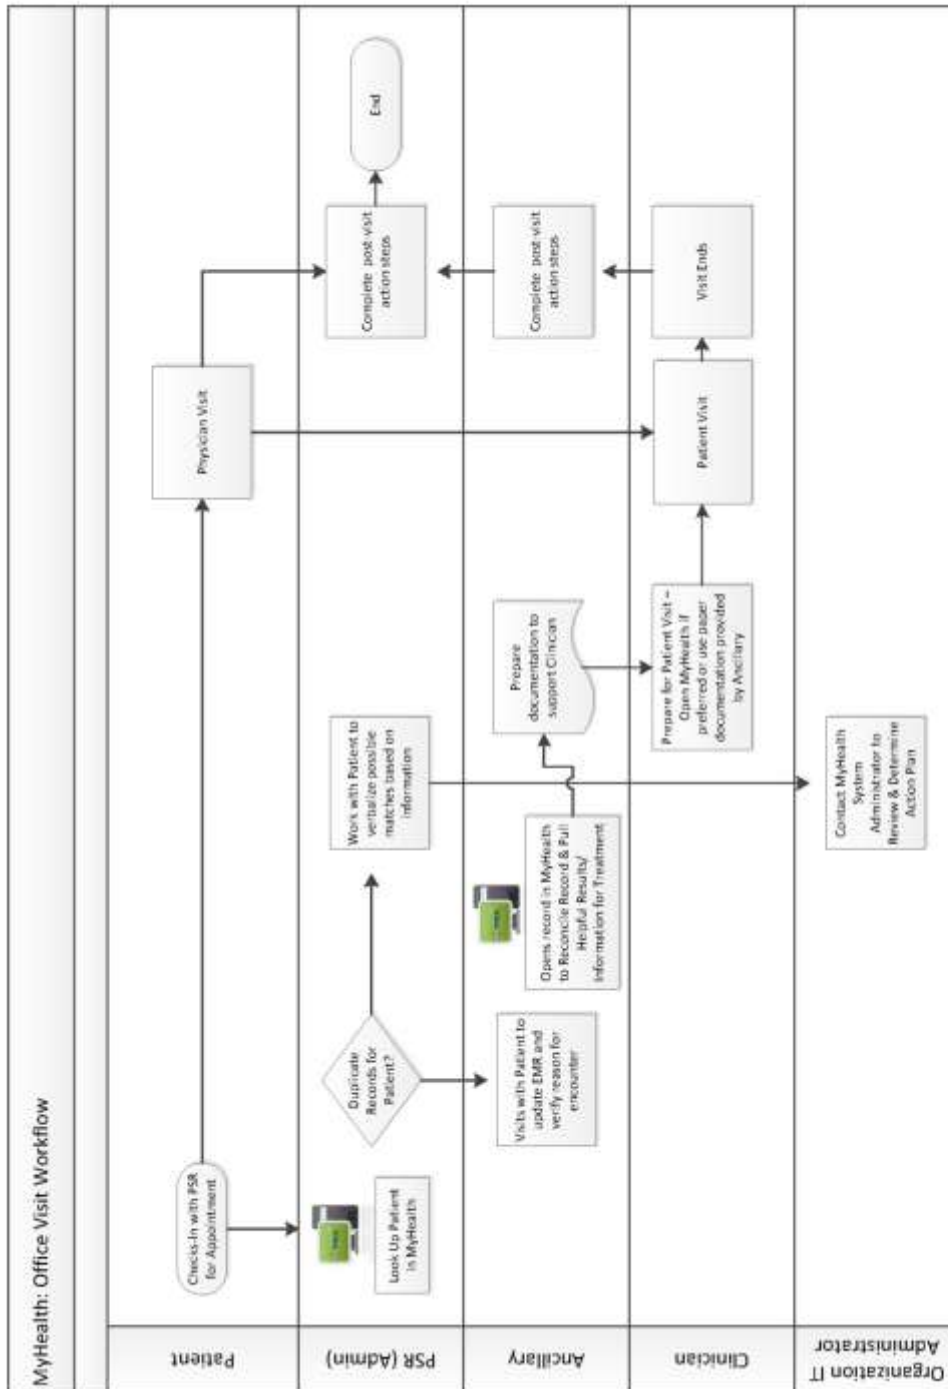 MyHealth: Office Visit Workflow
Patient
Checks-In with PSR
for Appointment
Physician Visit
PSR (Admin)
Look Up Patient
in MyHealth
Duplicate
Records for
Patient?
Work with Patient to
verbalize possible
matches based on
information
Complete post-visit
action steps
End
Ancillary
Visits with Patient to
update EMR and
verify reason for
encounter
Opens record in MyHealth
to Reconcile Record & Pull
Helpful Results/
Information for Treatment
Prepare
documentation to
support Clinician
Complete post-visit
action steps
Clinician
Prepare for Patient Visit –
Open MyHealth if
preferred or use paper
documentation provided
by Ancillary
Patient Visit
Visit Ends
Organization IT
Administrator
Contact MyHealth
System
Administrator to
Review & Determine
Action Plan